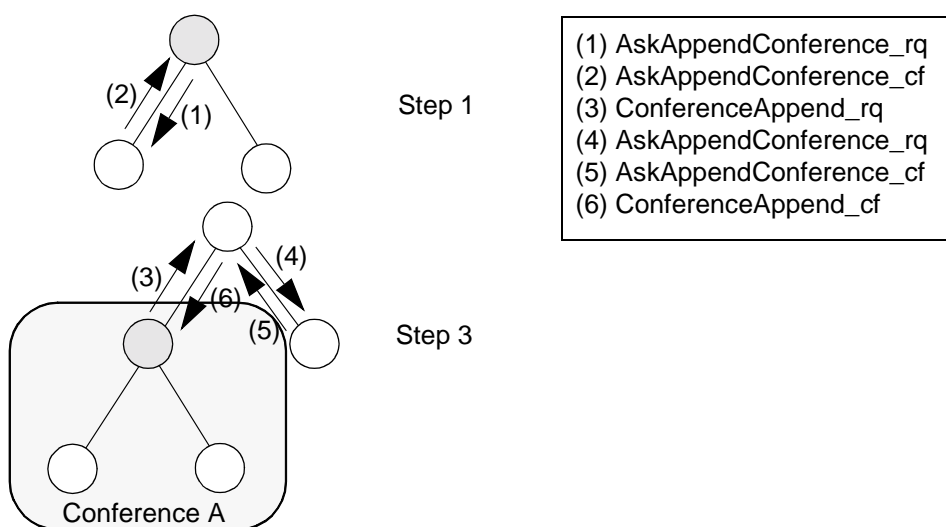 (2)
(1)
Step 1
(1) AskAppendConference_rq
(2) AskAppendConference_cf
(3) ConferenceAppend_rq
(4) AskAppendConference_rq
(5) AskAppendConference_cf
(6) ConferenceAppend_cf
(3)
(4)
(6)
(5)
Step 3
Conference A